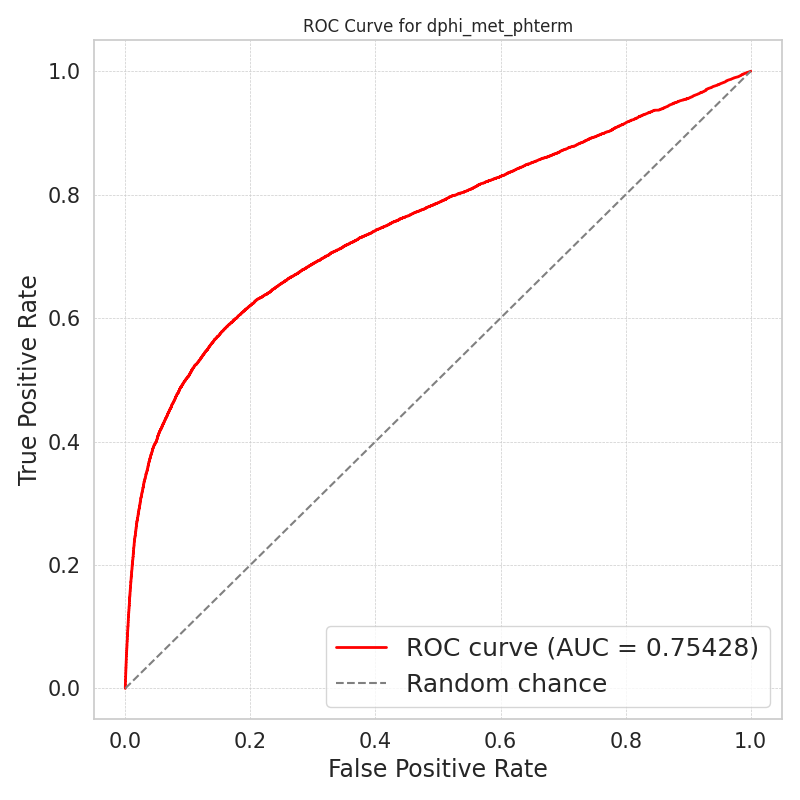 ROC Curve for dphi_met_phterm
1.0
0.8
0.6
0.4
0.2
0.0
True Positive Rate
ROC curve (AUC = 0.75428)
Random chance
0.0 0.2 0.4 0.6 0.8 1.0
False Positive Rate